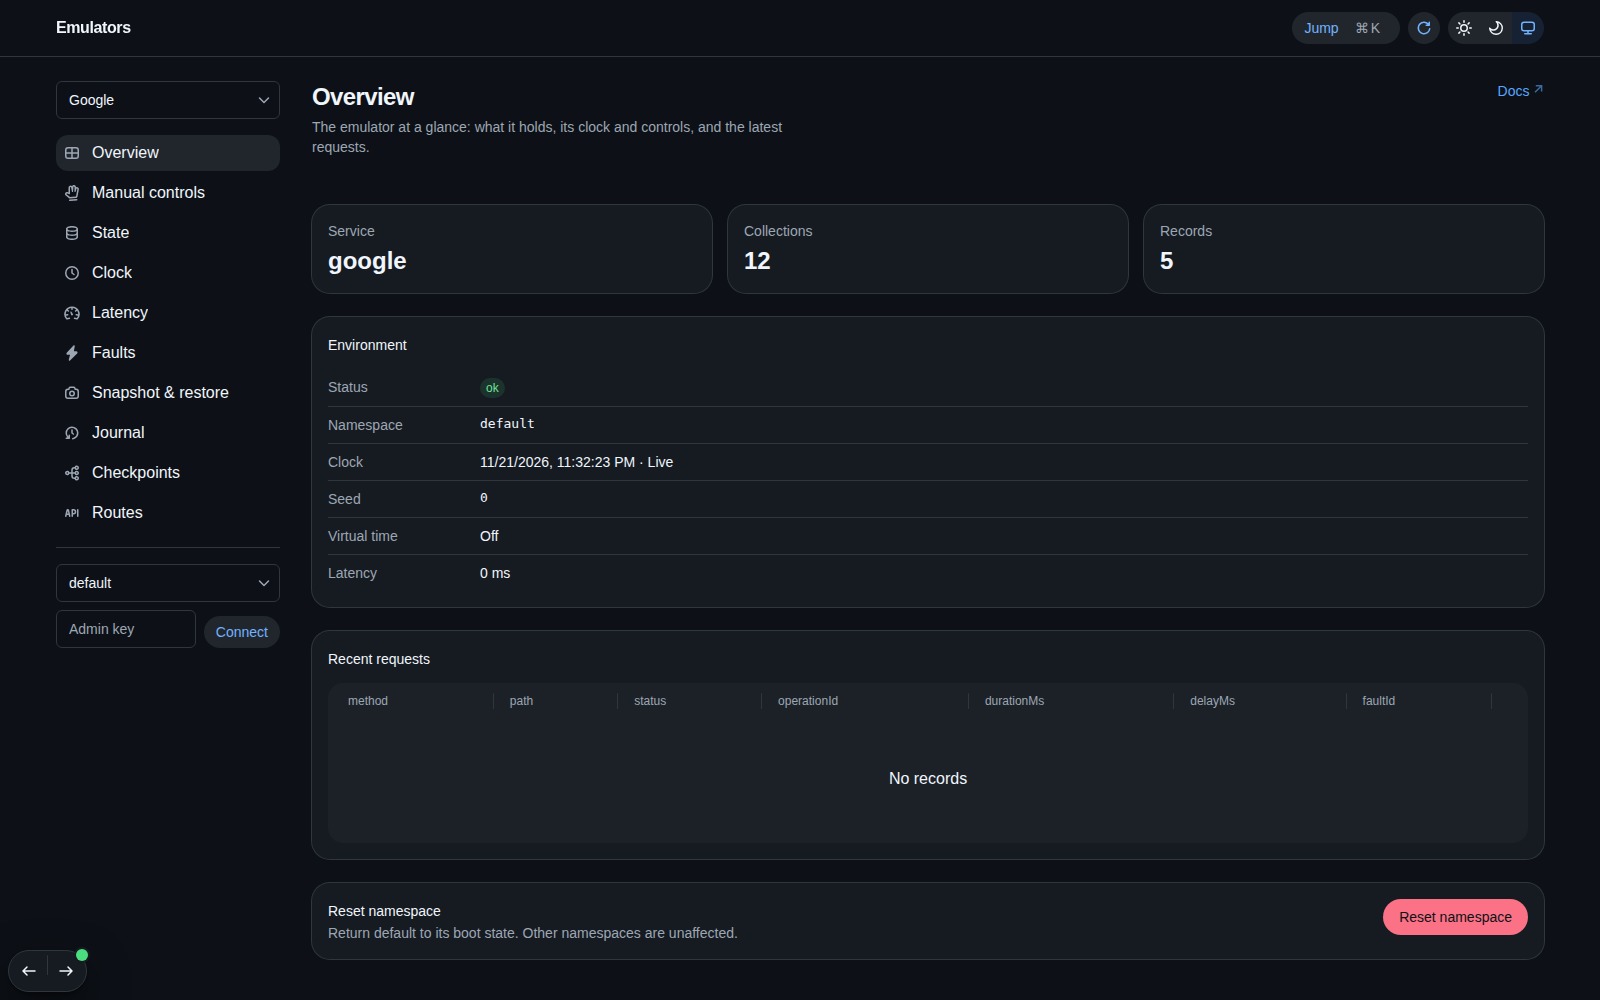 Emulators
Jump ⌘K
Google
Overview
Manual controls
State
Clock
Latency
Faults
Snapshot & restore
Journal
Checkpoints
API Routes
default
Admin key
Connect
Overview
Docs
The emulator at a glance: what it holds, its clock and controls, and the latest
requests.
Service
google
Collections
12
Records
5
Environment
Status ok
Namespace default
Clock 11/21/2026, 11:32:23 PM · Live
Seed 0
Virtual time Off
Latency 0 ms
Recent requests
method path status operationId durationMs delayMs faultId
No records
Reset namespace
Return default to its boot state. Other namespaces are unaffected.
Reset namespace